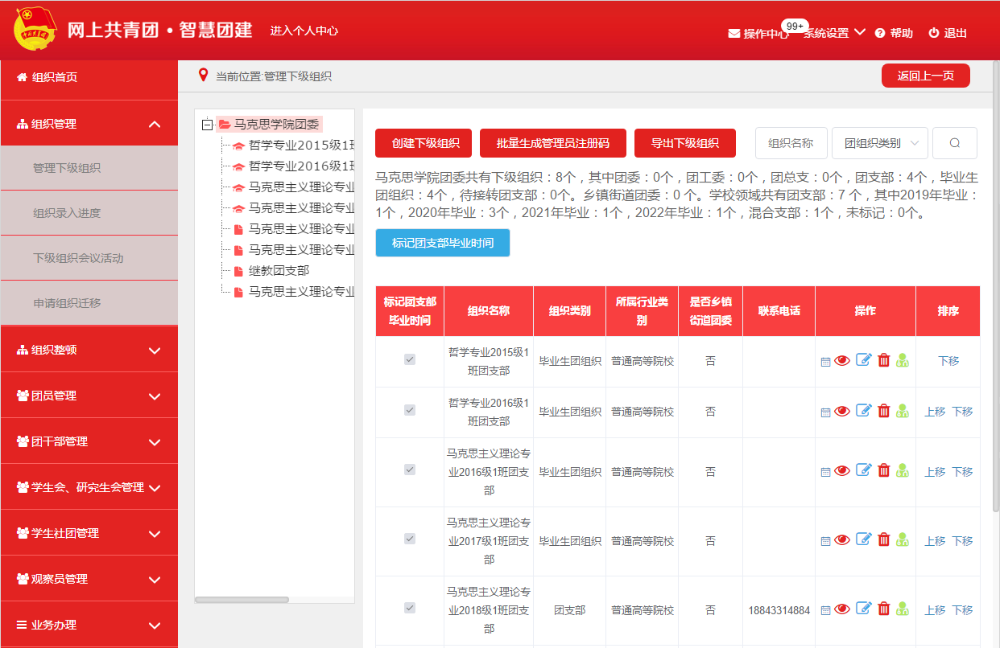 网上共青团·智慧团建
进入个人中心
操作中心
99+
系统设置
帮助
退出
组织首页
组织管理
管理下级组织
组织录入进度
下级组织会议活动
申请组织迁移
组织整顿
团员管理
团干部管理
学生会、研究生会管理
学生社团管理
观察员管理
业务办理
当前位置:管理下级组织
返回上一页
马克思学院团委
哲学专业2015级1班
哲学专业2016级1班
马克思主义理论专业
马克思主义理论专业
马克思主义理论专业
马克思主义理论专业
继教团支部
马克思主义理论专业
创建下级组织
批量生成管理员注册码
导出下级组织
组织名称
团组织类别
马克思学院团委共有下级组织：8个，其中团委：0个，团工委：0个，团总支：0个，团支部：4个，毕业生
团组织：4个，待接转团支部：0个。乡镇街道团委：0 个。学校领域共有团支部：7 个，其中2019年毕业：
1个，2020年毕业：3个，2021年毕业：1个，2022年毕业：1个，混合支部：1个，未标记：0个。
标记团支部毕业时间
标记团支部
毕业时间
组织名称
组织类别
所属行业类
别
是否乡镇
街道团委
联系电话
操作
排序
哲学专业2015级1
班团支部
毕业生团组织
普通高等院校
否
下移
哲学专业2016级1
班团支部
毕业生团组织
普通高等院校
否
上移 下移
马克思主义理论专
业2016级1班团支
部
毕业生团组织
普通高等院校
否
上移 下移
马克思主义理论专
业2017级1班团支
部
毕业生团组织
普通高等院校
否
上移 下移
马克思主义理论专
业2018级1班团支
部
团支部
普通高等院校
否
18843314884
上移 下移